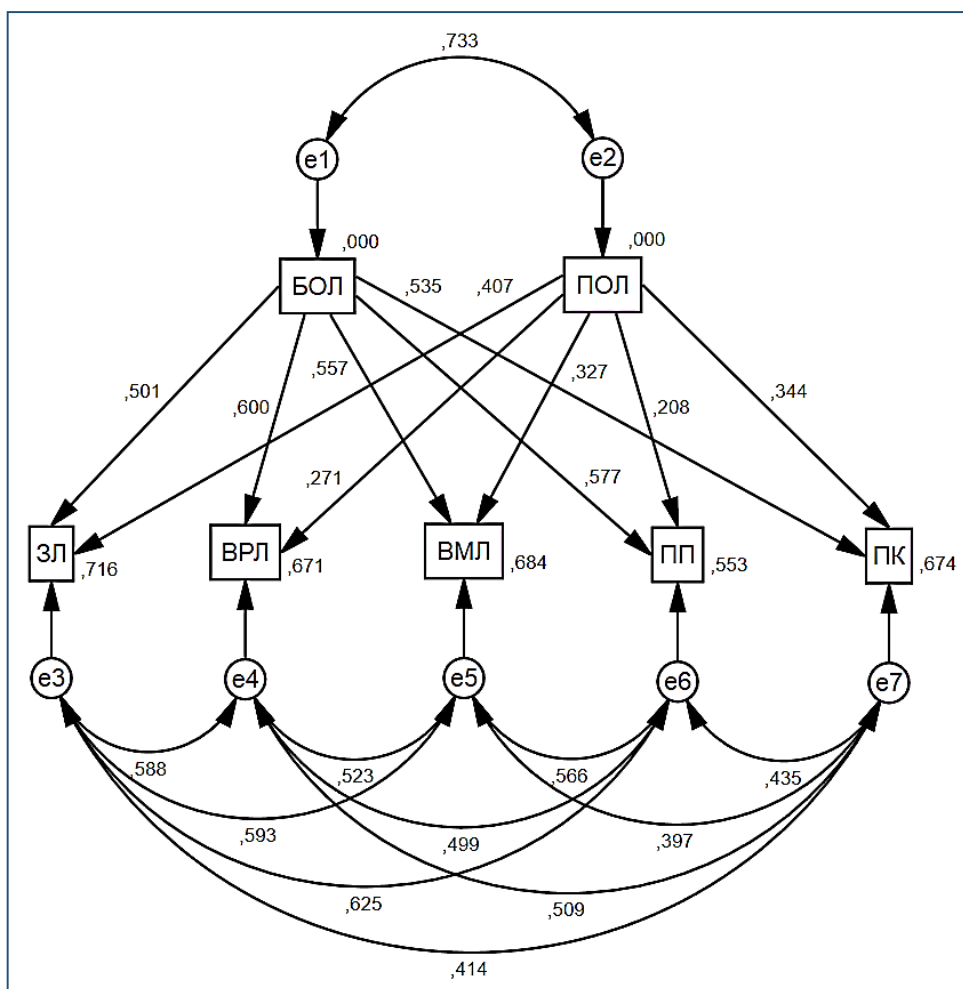 ,733
e1
e2
,000
,000
БОЛ
ПОЛ
,535
,407
,501
,600
,557
,327
,208
,344
,271
,577
ЗЛ
,716
ВРЛ
,671
ВМЛ
,684
ПП
,553
ПК
,674
e3
e4
e5
e6
e7
,588
,523
,566
,435
,593
,499
,397
,625
,509
,414